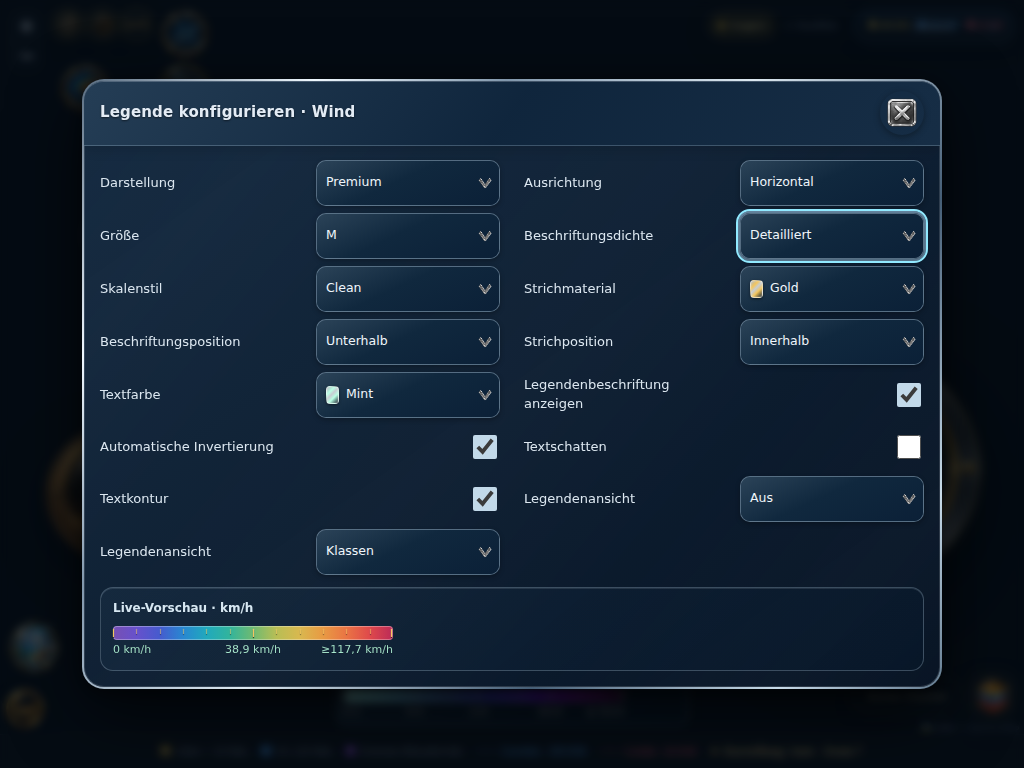 Legende konfigurieren · Wind
Darstellung
Premium
Ausrichtung
Horizontal
Größe
M
Beschriftungsdichte
Detailliert
Skalenstil
Clean
Strichmaterial
Gold
Beschriftungsposition
Unterhalb
Strichposition
Innerhalb
Textfarbe
Mint
Legendenbeschriftung
anzeigen
Automatische Invertierung
Textschatten
Textkontur
Legendenansicht
Aus
Legendenansicht
Klassen
Live-Vorschau · km/h
0 km/h
38,9 km/h
≥117,7 km/h